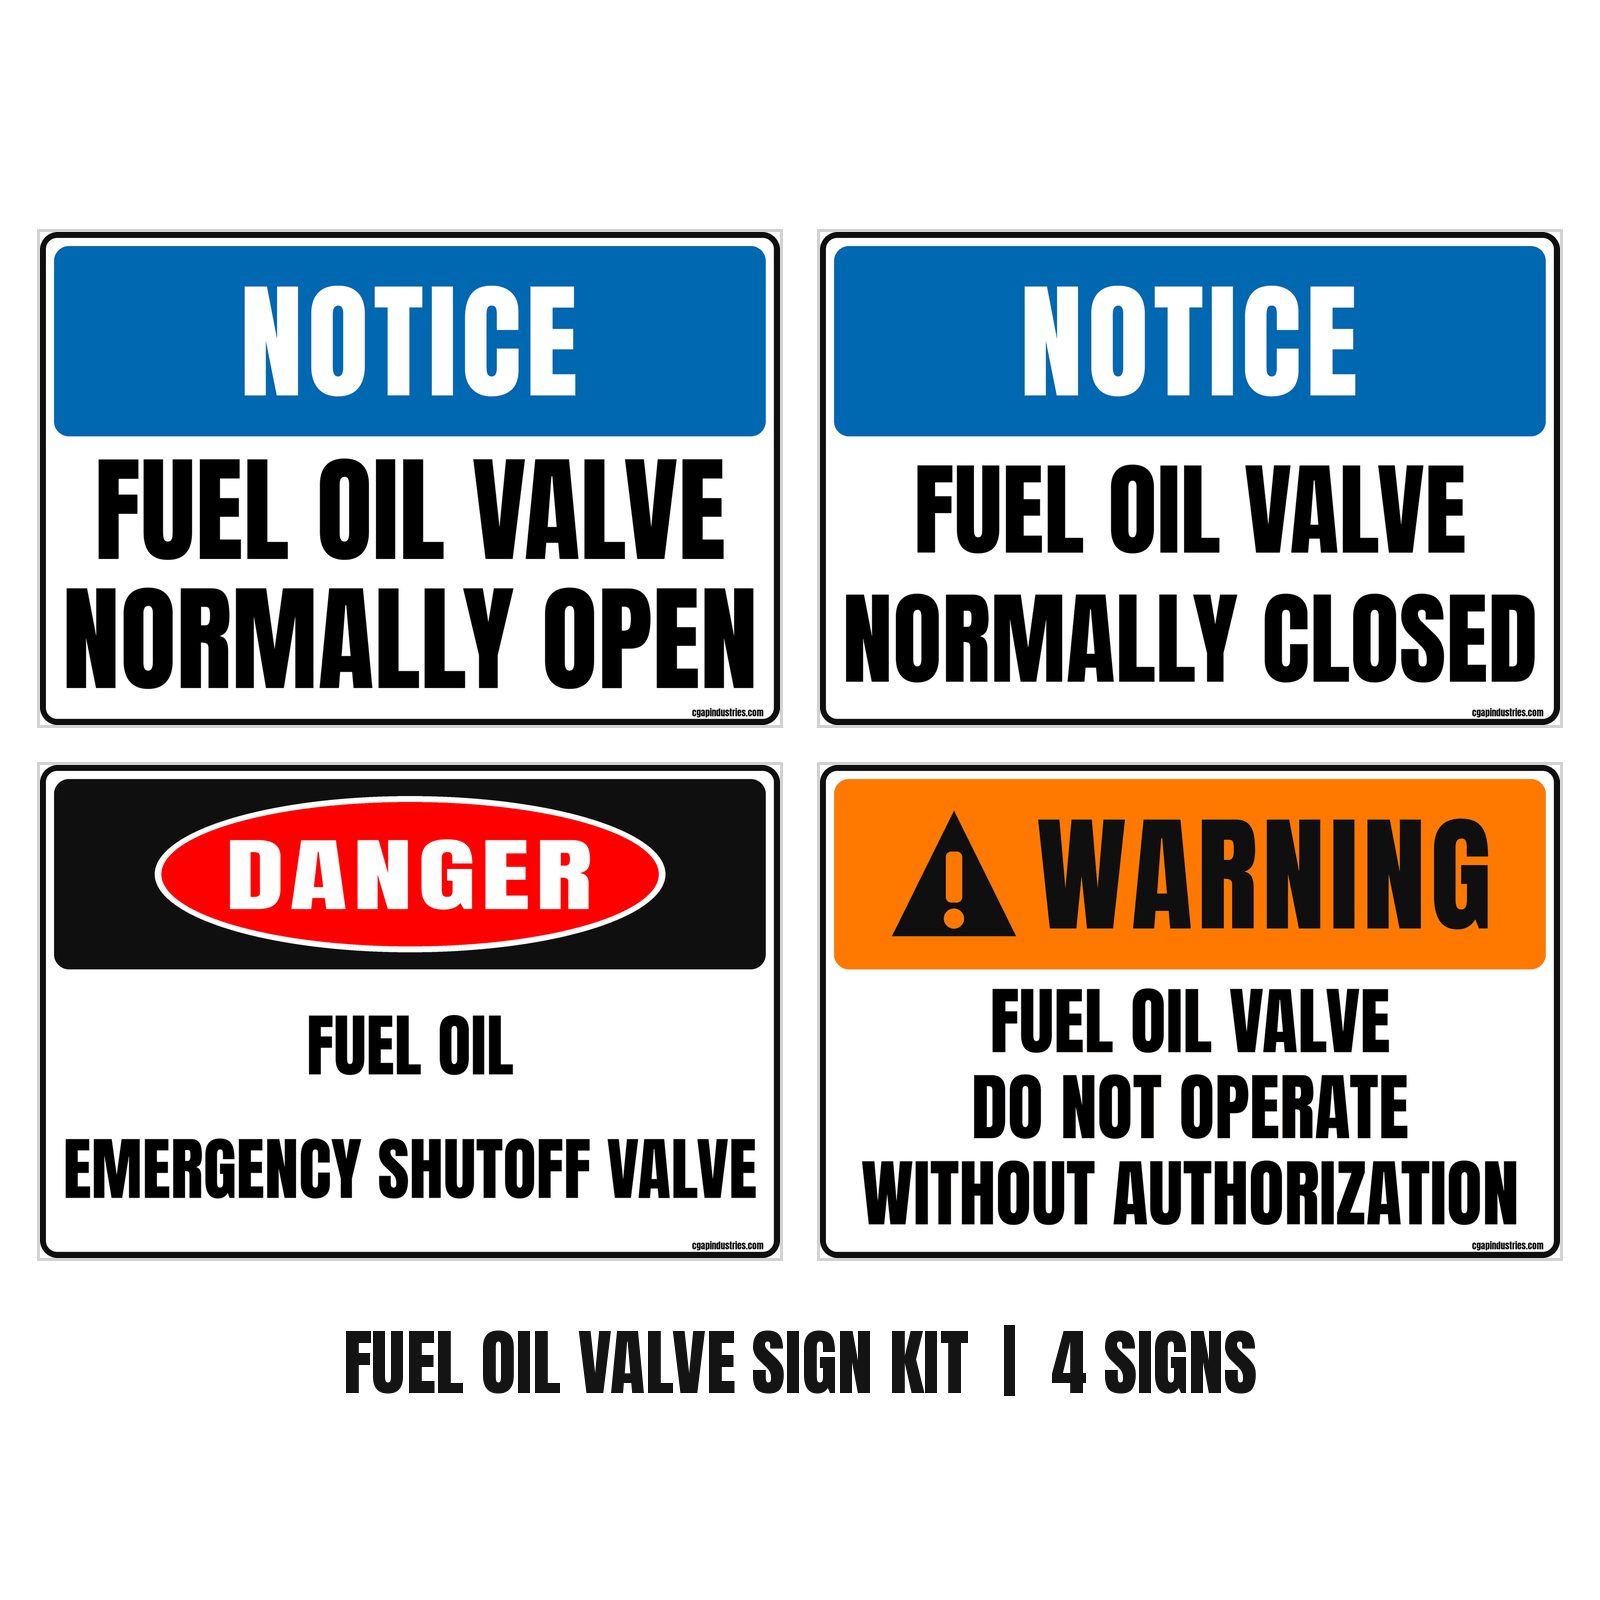 NOTICE
FUEL OIL VALVE
NORMALLY OPEN
cgapindustries.com
NOTICE
FUEL OIL VALVE
NORMALLY CLOSED
cgapindustries.com
DANGER
FUEL OIL
EMERGENCY SHUTOFF VALVE
cgapindustries.com
WARNING
FUEL OIL VALVE
DO NOT OPERATE
WITHOUT AUTHORIZATION
cgapindustries.com
FUEL OIL VALVE SIGN KIT | 4 SIGNS